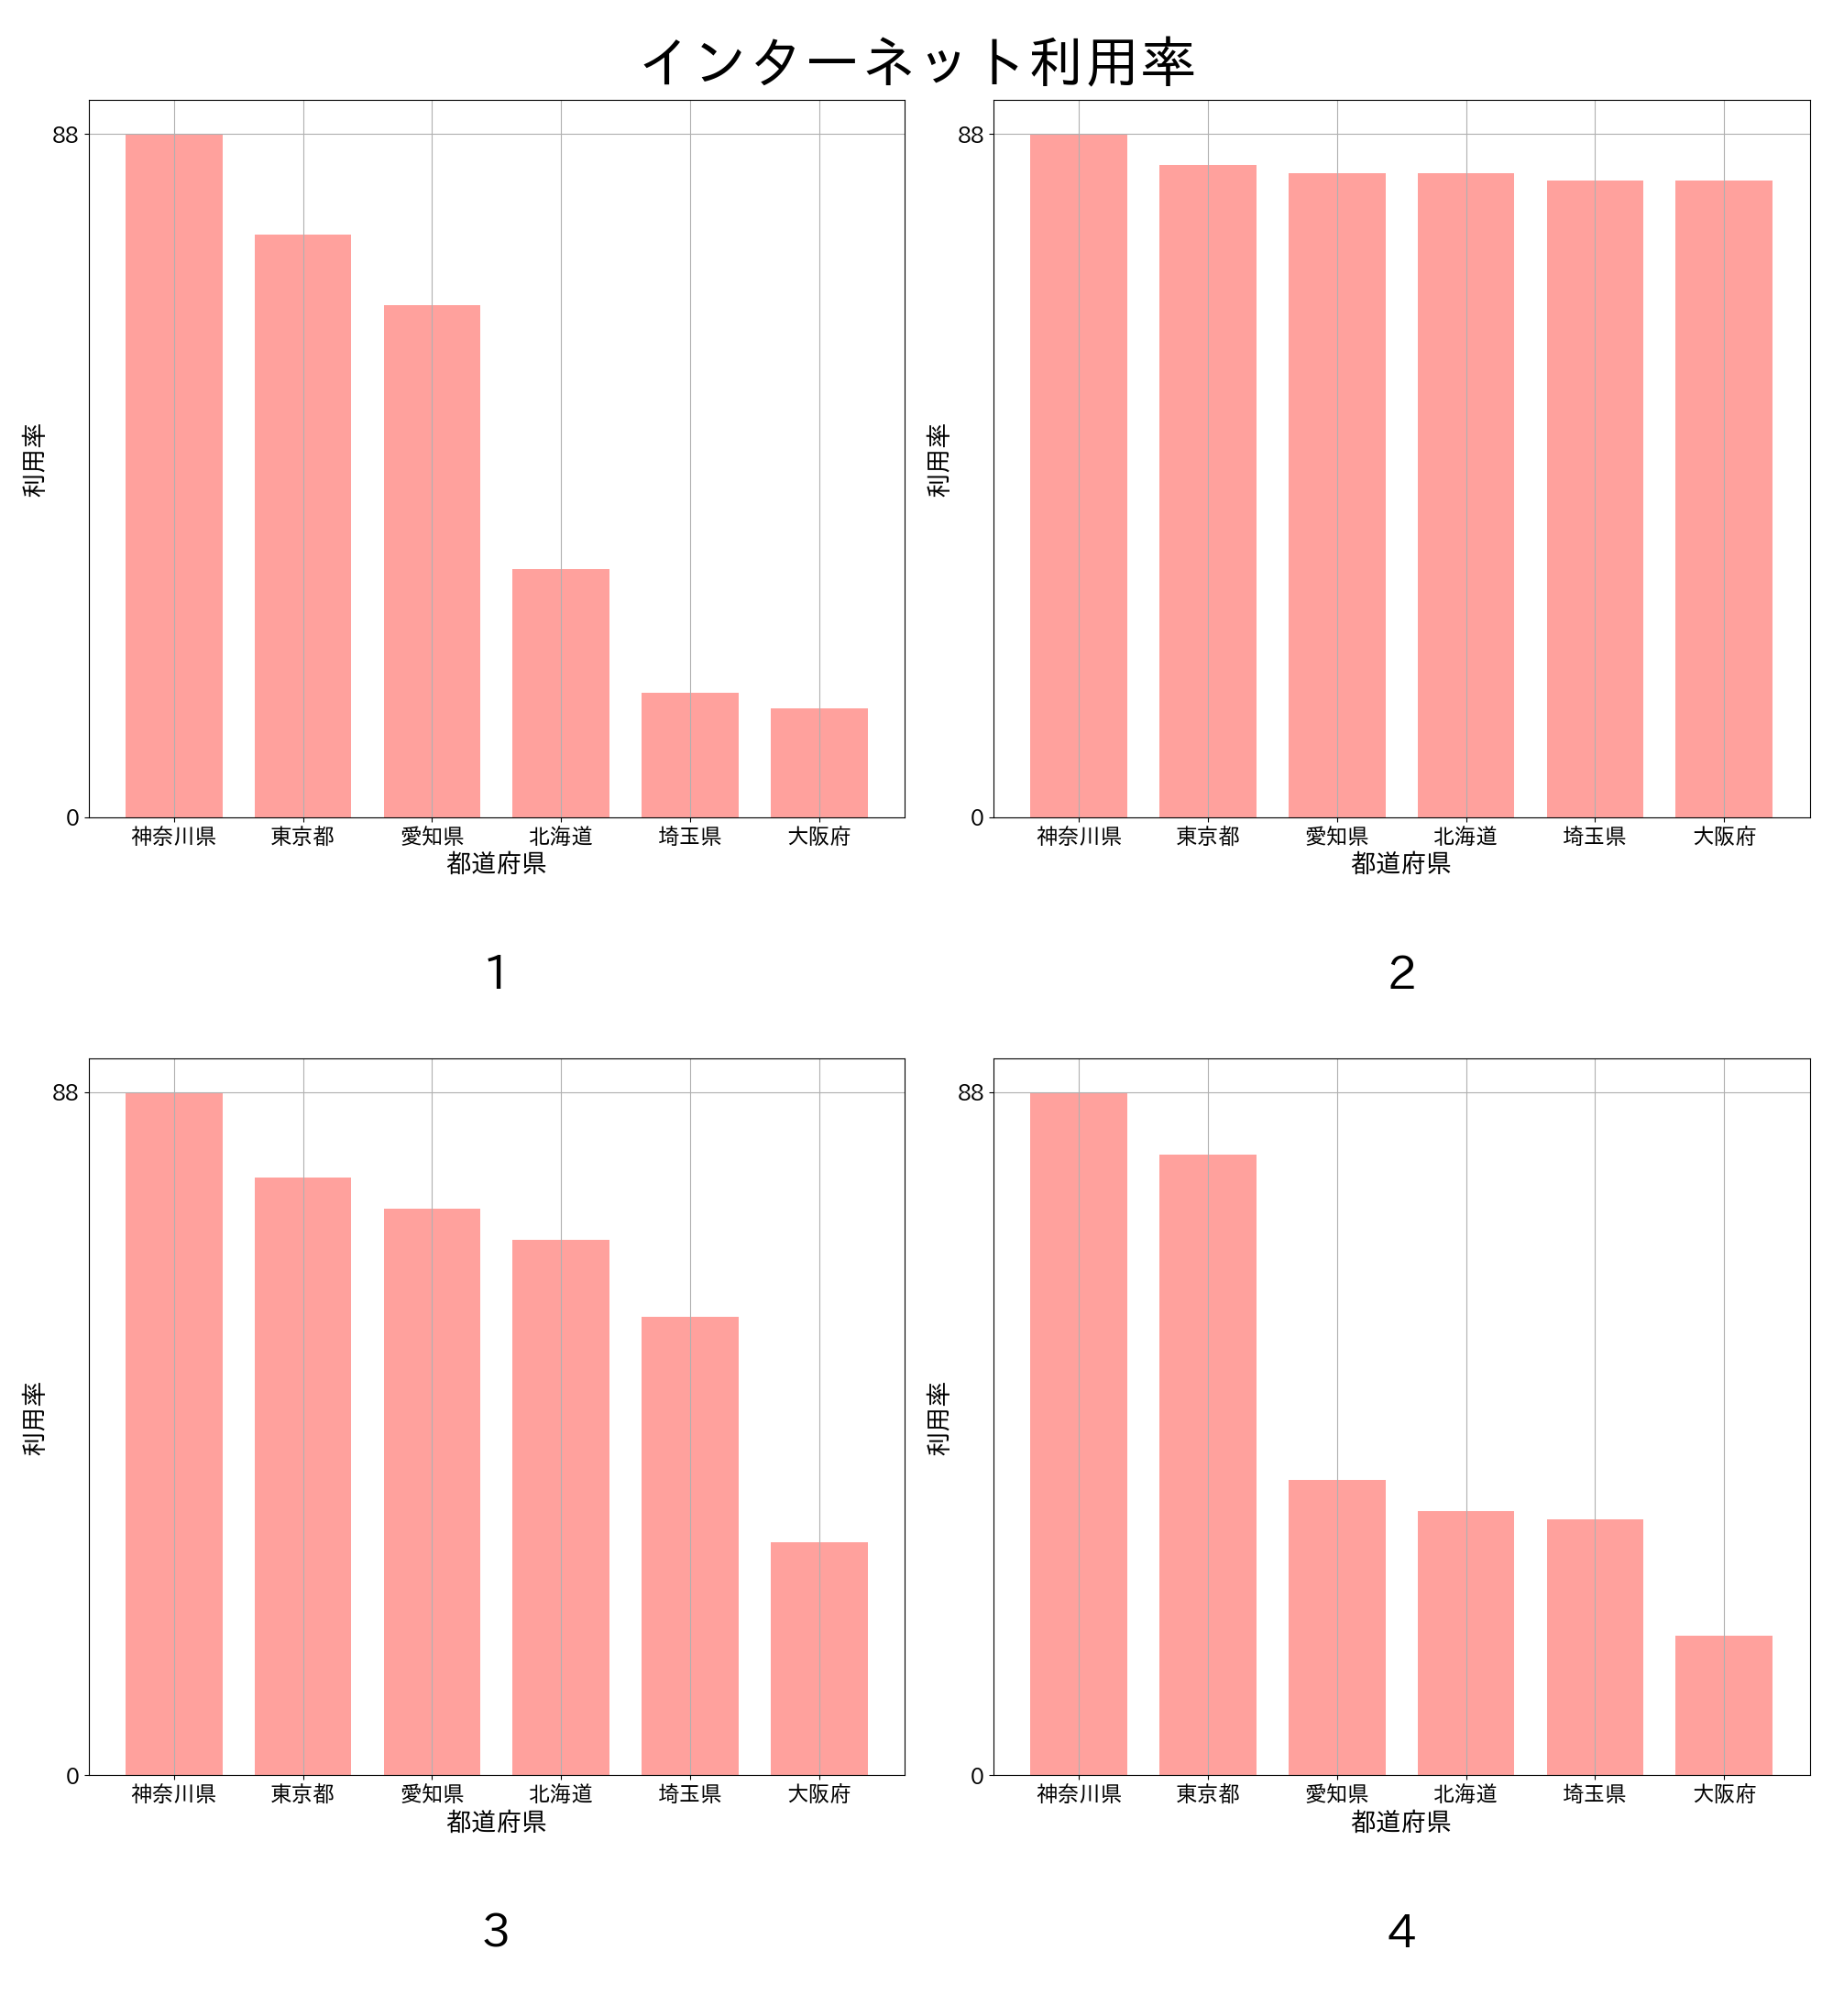 インターネット利用率
88
0
利用率
神奈川県 東京都 愛知県 北海道 埼玉県 大阪府
都道府県
1
88
0
利用率
神奈川県 東京都 愛知県 北海道 埼玉県 大阪府
都道府県
2
88
0
利用率
神奈川県 東京都 愛知県 北海道 埼玉県 大阪府
都道府県
3
88
0
利用率
神奈川県 東京都 愛知県 北海道 埼玉県 大阪府
都道府県
4